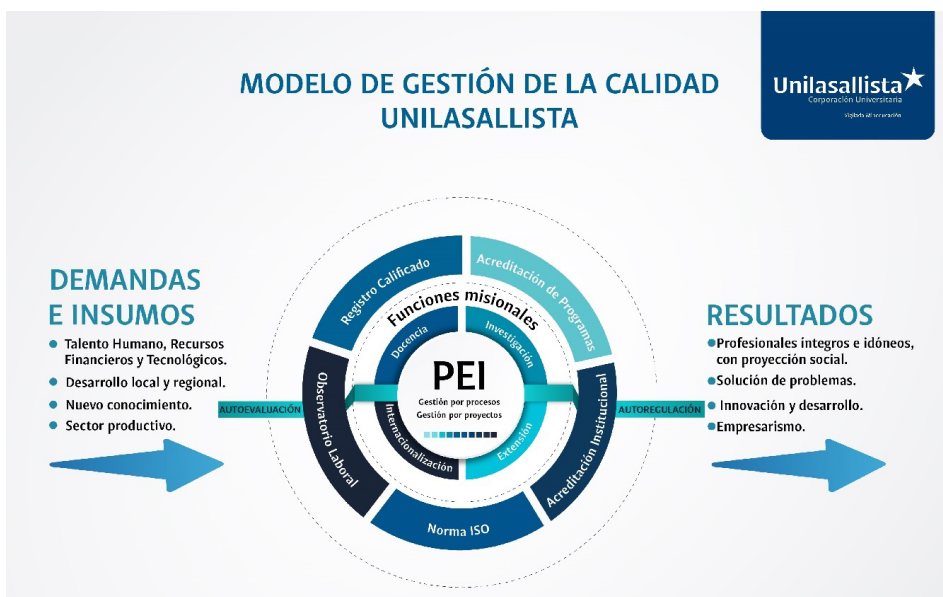 MODELO DE GESTIÓN DE LA CALIDAD
UNILASALLISTA
Unilasallista
Corporación Universitaria
Vigilada Mineducación
DEMANDAS
E INSUMOS
Talento Humano, Recursos
Financieros y Tecnológicos.
Desarrollo local y regional.
Nuevo conocimiento.
Sector productivo.
AUTOEVALUACIÓN
Registro Calificado
Acreditación de Programas
Observatorio Laboral
Acreditación Institucional
Norma ISO
Funciones misionales
Docencia
Investigación
Internacionalización
Extensión
PEI
Gestión por procesos
Gestión por proyectos
AUTOREGULACIÓN
RESULTADOS
Profesionales íntegros e idóneos,
con proyección social.
Solución de problemas.
Innovación y desarrollo.
Empresarismo.